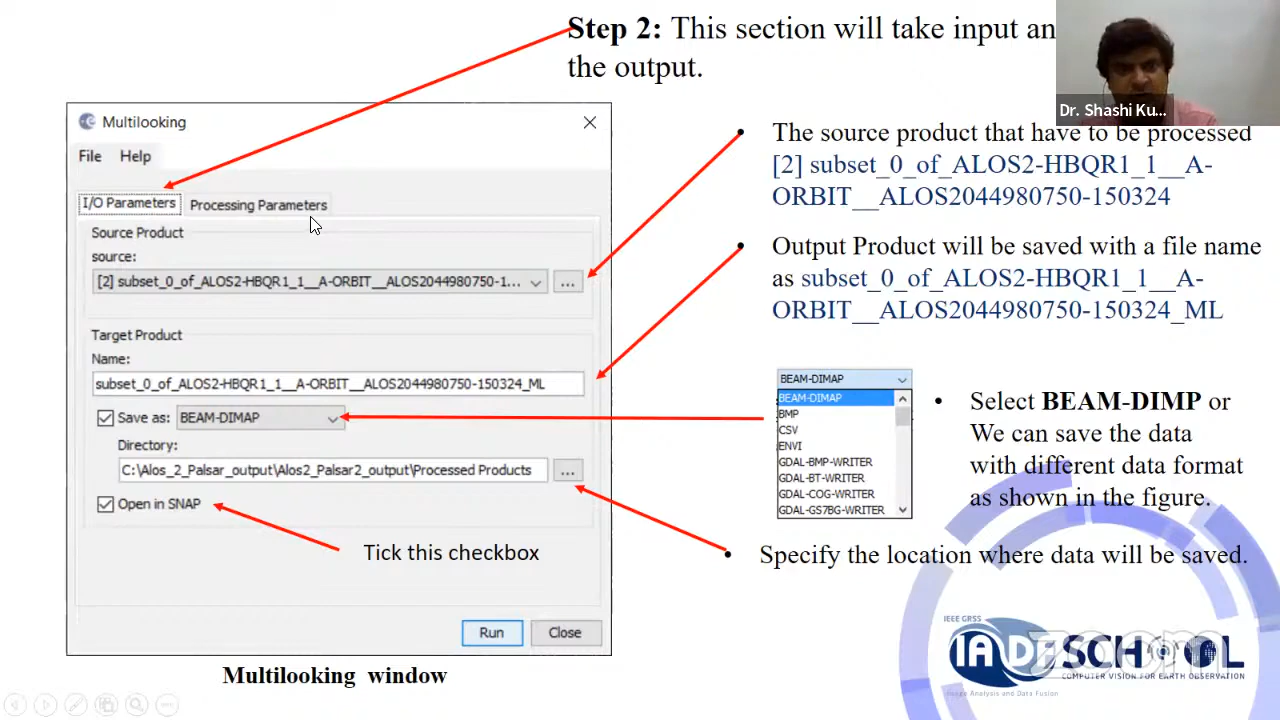 Step 2: This section will take input an
the output.
Dr. Shashi Ku...
Multilooking
File Help
I/O Parameters Processing Parameters
Source Product
source:
[2] subset_0_of_ALOS2-HBQR1_1__A-ORBIT__ALOS2044980750-1... ...
Target Product
Name:
subset_0_of_ALOS2-HBQR1_1__A-ORBIT__ALOS2044980750-150324_ML
Save as: BEAM-DIMAP
Directory:
C:\Alos_2_Palsar_output\Alos2_Palsar2_output\Processed Products ...
Open in SNAP
Tick this checkbox
Run Close
Multilooking window
• The source product that have to be processed
[2] subset_0_of_ALOS2-HBQR1_1__A-
ORBIT__ALOS2044980750-150324
• Output Product will be saved with a file name
as subset_0_of_ALOS2-HBQR1_1__A-
ORBIT__ALOS2044980750-150324_ML
BEAM-DIMAP
BEAM-DIMAP
BMP
CSV
ENVI
GDAL-BMP-WRITER
GDAL-BT-WRITER
GDAL-COG-WRITER
GDAL-GS7BG-WRITER
• Select BEAM-DIMP or
We can save the data
with different data format
as shown in the figure.
• Specify the location where data will be saved.
IEEE GRSS
IADF SCHOOL
zoom
COMPUTER VISION FOR EARTH OBSERVATION
Image Analysis and Data Fusion